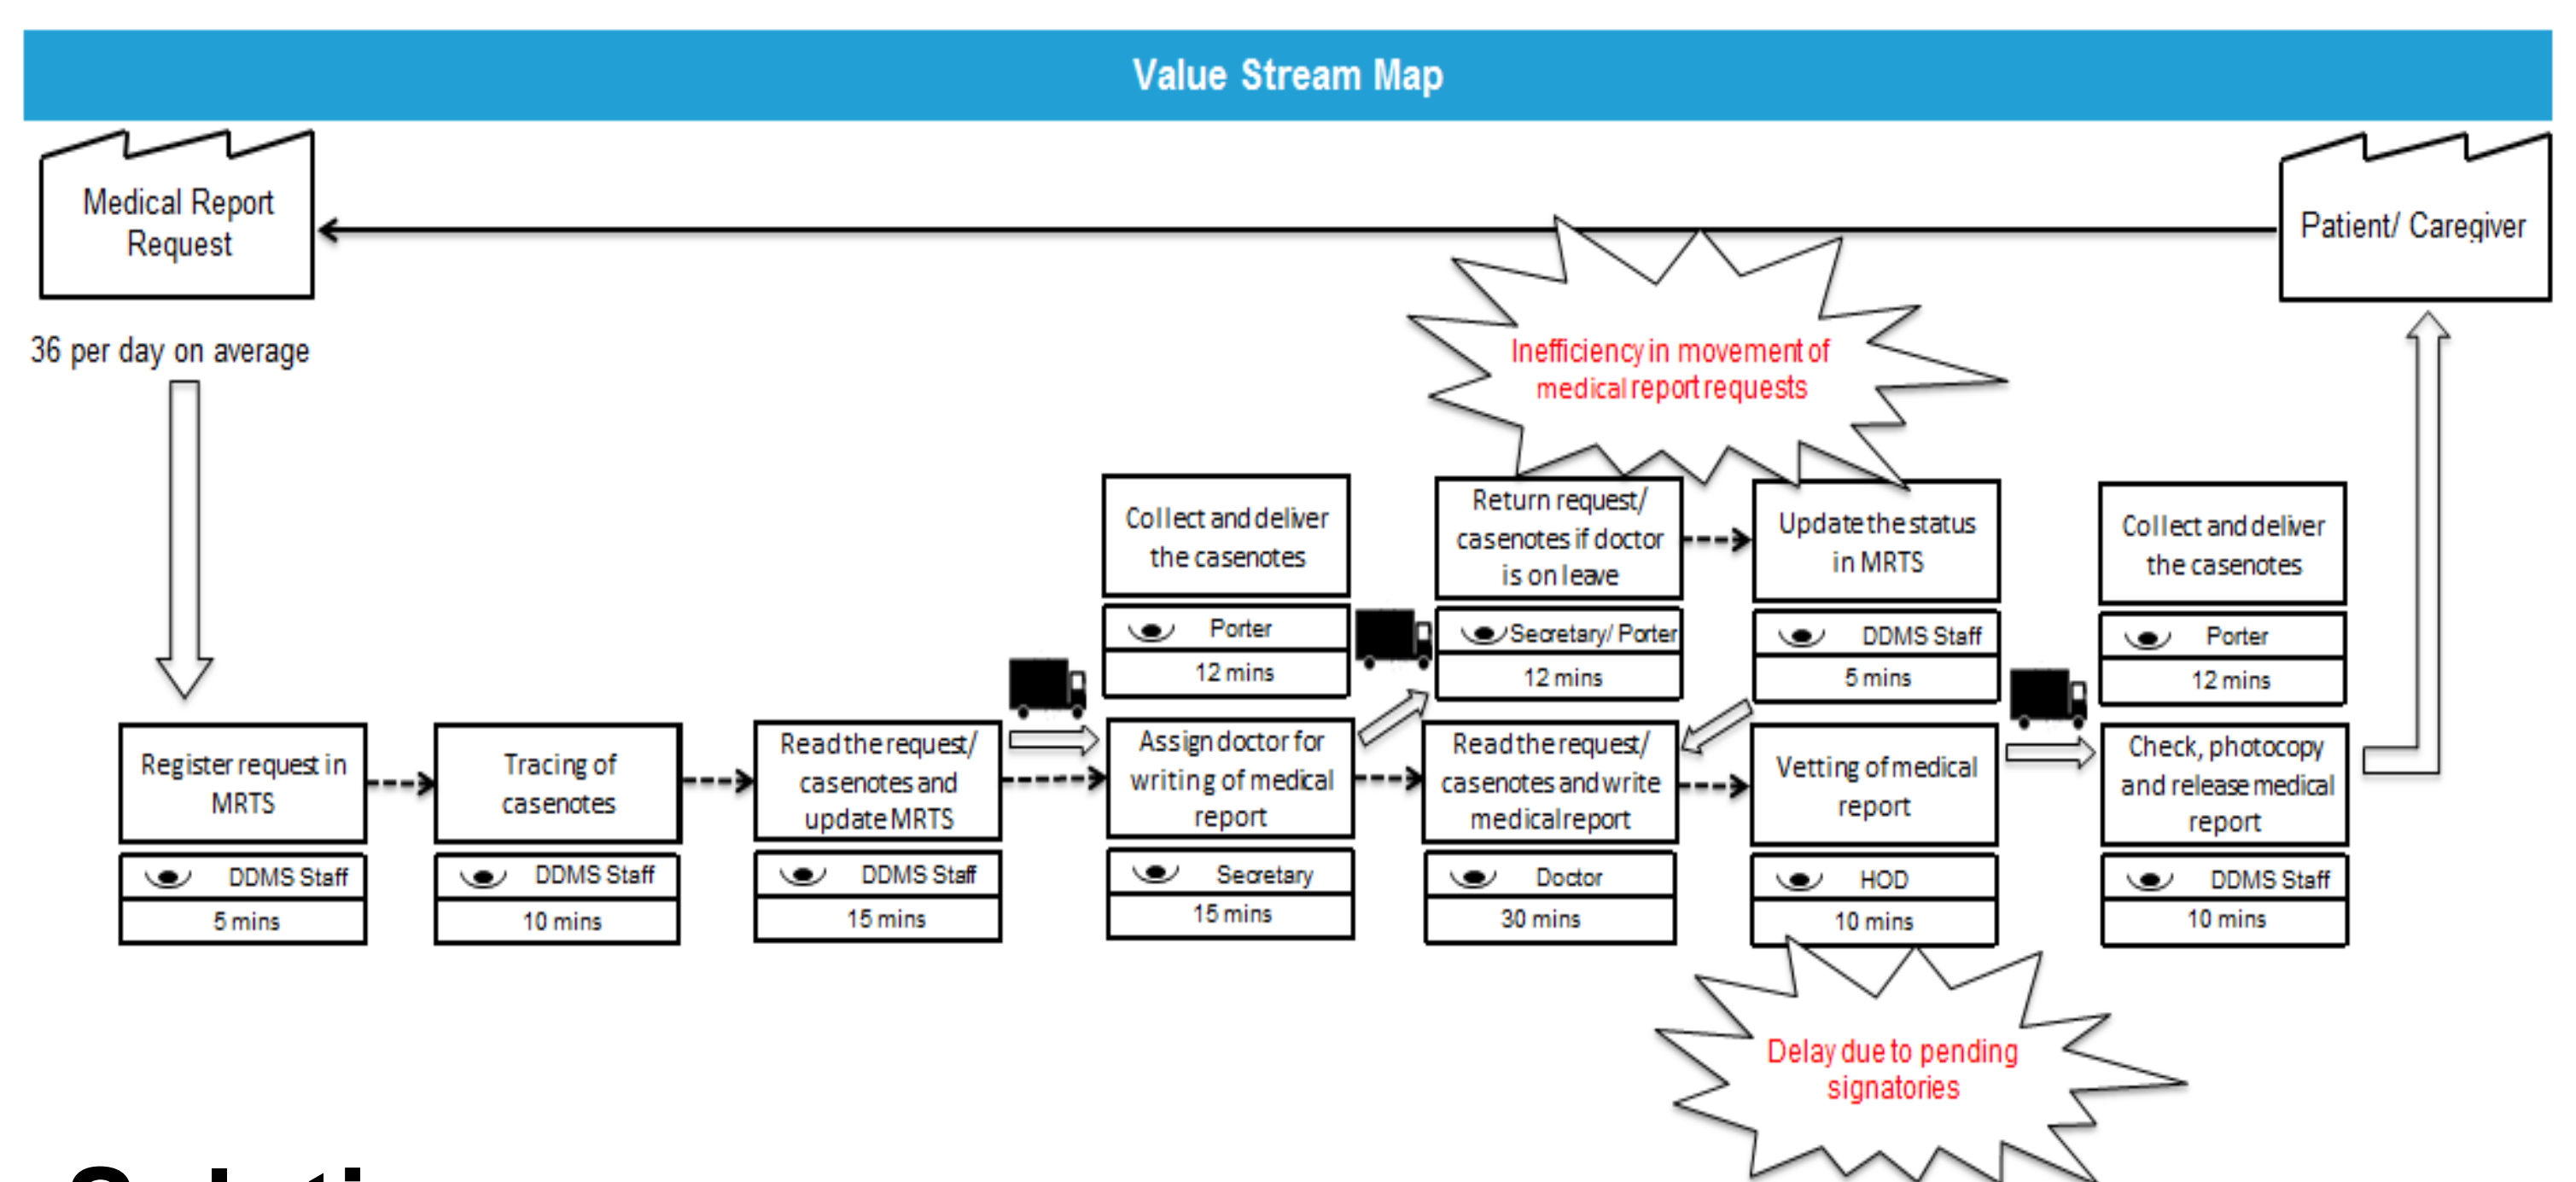 Value Stream Map
Medical Report
Request
Patient/ Caregiver
36 per day on average
Inefficiency in movement of
medical report requests
Collect and deliver
the casenotes
Porter
12 mins
Return request/
casenotes if doctor
is on leave
Secretary/ Porter
12 mins
Update the status
in MRTS
DDMS Staff
5 mins
Collect and deliver
the casenotes
Porter
12 mins
Register request in
MRTS
DDMS Staff
5 mins
Tracing of
casenotes
DDMS Staff
10 mins
Read the request/
casenotes and
update MRTS
DDMS Staff
15 mins
Assign doctor for
writing of medical
report
Secretary
15 mins
Read the request/
casenotes and write
medical report
Doctor
30 mins
Vetting of medical
report
HOD
10 mins
Check, photocopy
and release medical
report
DDMS Staff
10 mins
Delay due to pending
signatories